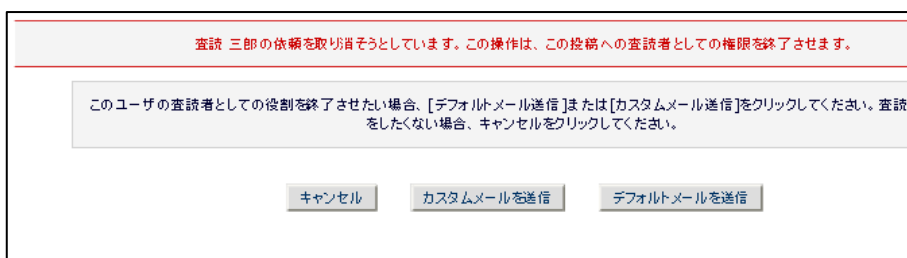 査読 三郎の依頼を取り消そうとしています。この操作は、この投稿への査読者としての権限を終了させます。
このユーザの査読者としての役割を終了させたい場合、[デフォルトメール送信]または[カスタムメール送信]をクリックしてください。査読
をしたくない場合、キャンセルをクリックしてください。
キャンセル カスタムメールを送信 デフォルトメールを送信